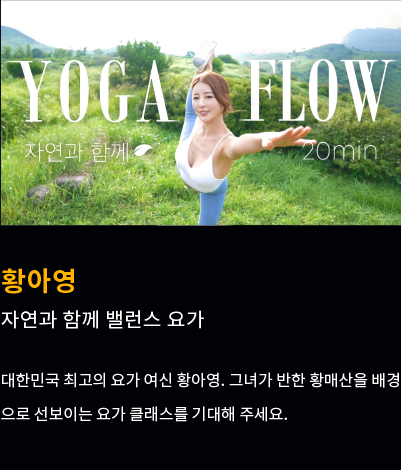 YOGA FLOW
자연과 함께 20min
황아영
자연과 함께 밸런스 요가
대한민국 최고의 요가 여신 황아영. 그녀가 반한 황매산을 배경
으로 선보이는 요가 클래스를 기대해 주세요.